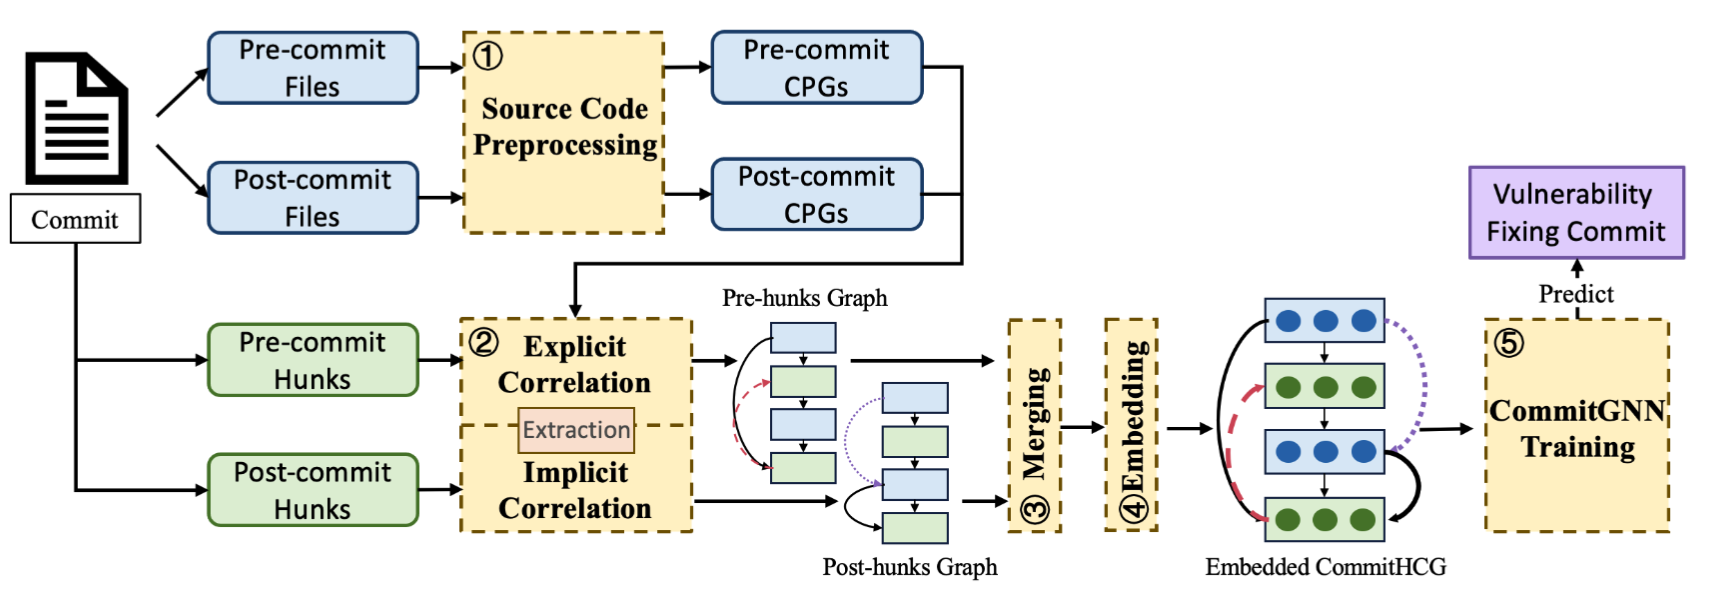 Commit
Pre-commit
Files
Post-commit
Files
①
Source Code
Preprocessing
Pre-commit
CPGs
Post-commit
CPGs
Pre-commit
Hunks
Post-commit
Hunks
②
Explicit
Correlation
Extraction
Implicit
Correlation
Pre-hunks Graph
Post-hunks Graph
③ Merging
④Embedding
Embedded CommitHCG
⑤
CommitGNN
Training
Predict
Vulnerability
Fixing Commit